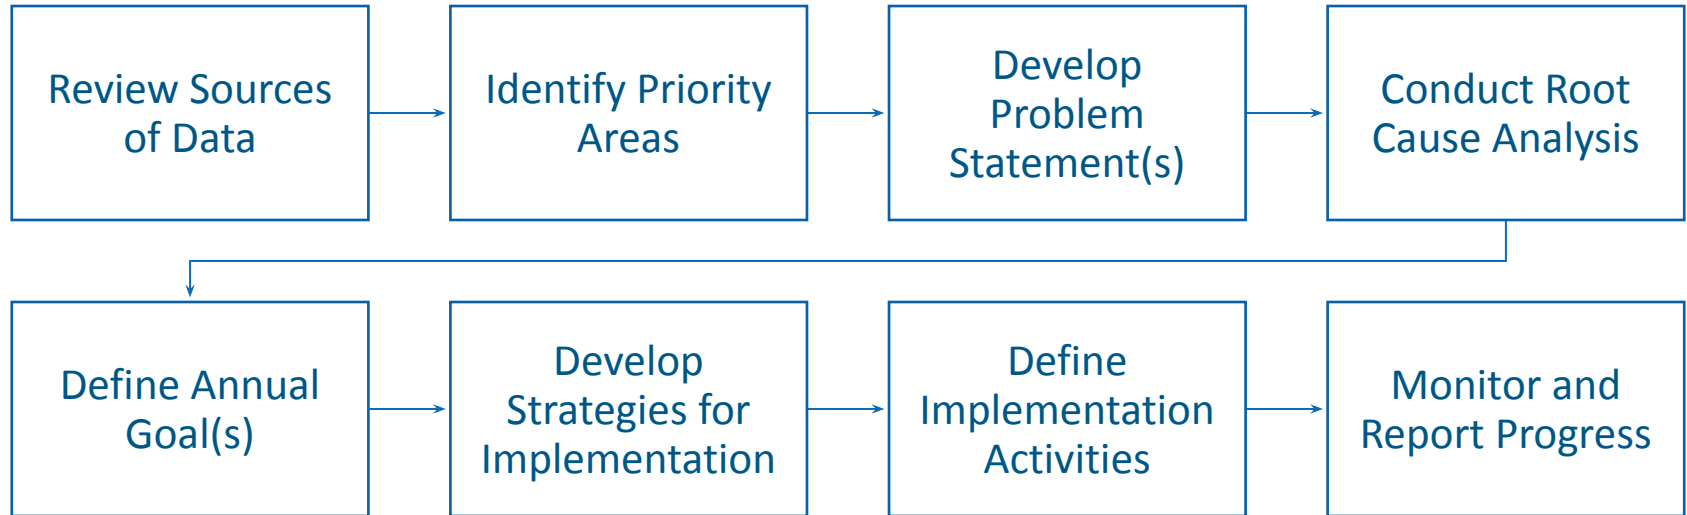 Review Sources
of Data
Identify Priority
Areas
Develop
Problem
Statement(s)
Conduct Root
Cause Analysis
Define Annual
Goal(s)
Develop
Strategies for
Implementation
Define
Implementation
Activities
Monitor and
Report Progress